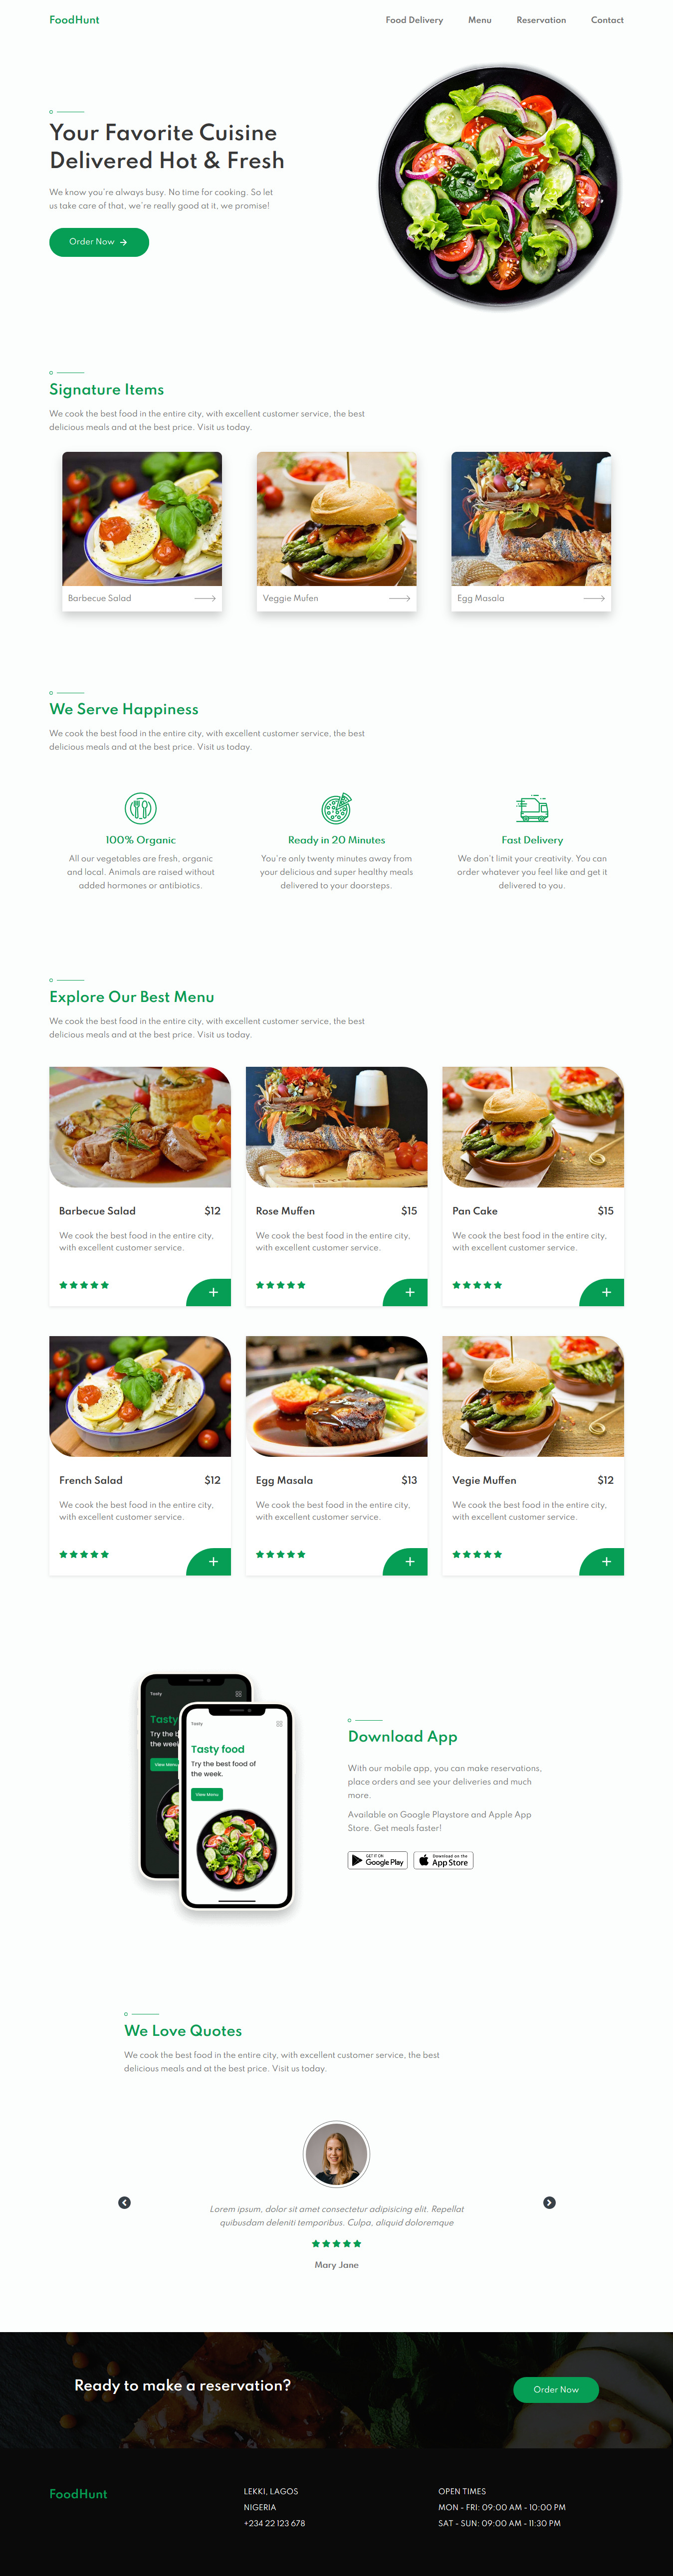 FoodHunt
Food Delivery
Menu
Reservation
Contact
Your Favorite Cuisine
Delivered Hot & Fresh
We know you're always busy. No time for cooking. So let
us take care of that, we're really good at it, we promise!
Order Now
Signature Items
We cook the best food in the entire city, with excellent customer service, the best
delicious meals and at the best price. Visit us today.
Barbecue Salad
Veggie Mufen
Egg Masala
We Serve Happiness
We cook the best food in the entire city, with excellent customer service, the best
delicious meals and at the best price. Visit us today.
100% Organic
All our vegetables are fresh, organic
and local. Animals are raised without
added hormones or antibiotics.
Ready in 20 Minutes
You're only twenty minutes away from
your delicious and super healthy meals
delivered to your doorsteps.
Fast Delivery
We don't limit your creativity. You can
order whatever you feel like and get it
delivered to you.
Explore Our Best Menu
We cook the best food in the entire city, with excellent customer service, the best
delicious meals and at the best price. Visit us today.
Barbecue Salad $12
We cook the best food in the entire city,
with excellent customer service.
Rose Muffen $15
We cook the best food in the entire city,
with excellent customer service.
Pan Cake $15
We cook the best food in the entire city,
with excellent customer service.
French Salad $12
We cook the best food in the entire city,
with excellent customer service.
Egg Masala $13
We cook the best food in the entire city,
with excellent customer service.
Vegie Muffen $12
We cook the best food in the entire city,
with excellent customer service.
Tasty
Tasty
Try the b
the week
View Menu
Tasty
Tasty food
Try the best food of
the week.
View Menu
Download App
With our mobile app, you can make reservations,
place orders and see your deliveries and much
more.
Available on Google Playstore and Apple App
Store. Get meals faster!
GET IT ON
Google Play
Download on the
App Store
We Love Quotes
We cook the best food in the entire city, with excellent customer service, the best
delicious meals and at the best price. Visit us today.
Lorem ipsum, dolor sit amet consectetur adipisicing elit. Repellat
quibusdam deleniti temporibus. Culpa, aliquid doloremque
Mary Jane
Ready to make a reservation?
Order Now
FoodHunt
LEKKI, LAGOS
NIGERIA
+234 22 123 678
OPEN TIMES
MON - FRI: 09:00 AM - 10:00 PM
SAT - SUN: 09:00 AM - 11:30 PM